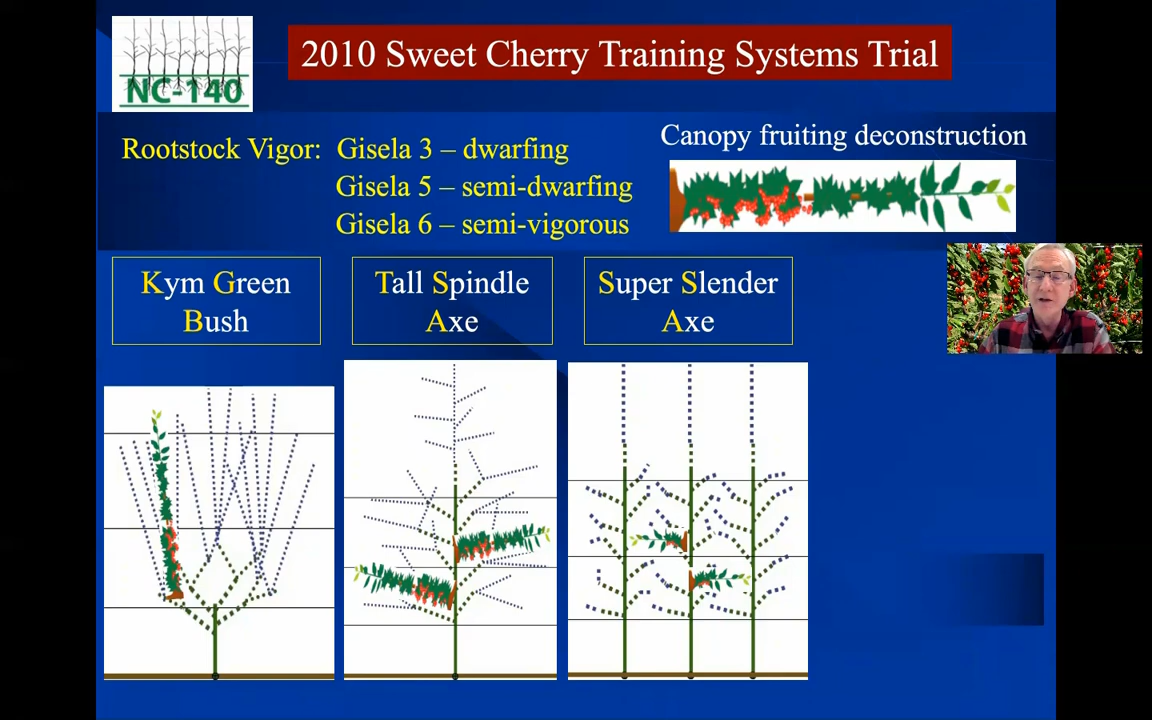 NC-140
2010 Sweet Cherry Training Systems Trial
Rootstock Vigor: Gisela 3 – dwarfing
Gisela 5 – semi-dwarfing
Gisela 6 – semi-vigorous
Canopy fruiting deconstruction
Kym Green
Bush
Tall Spindle
Axe
Super Slender
Axe